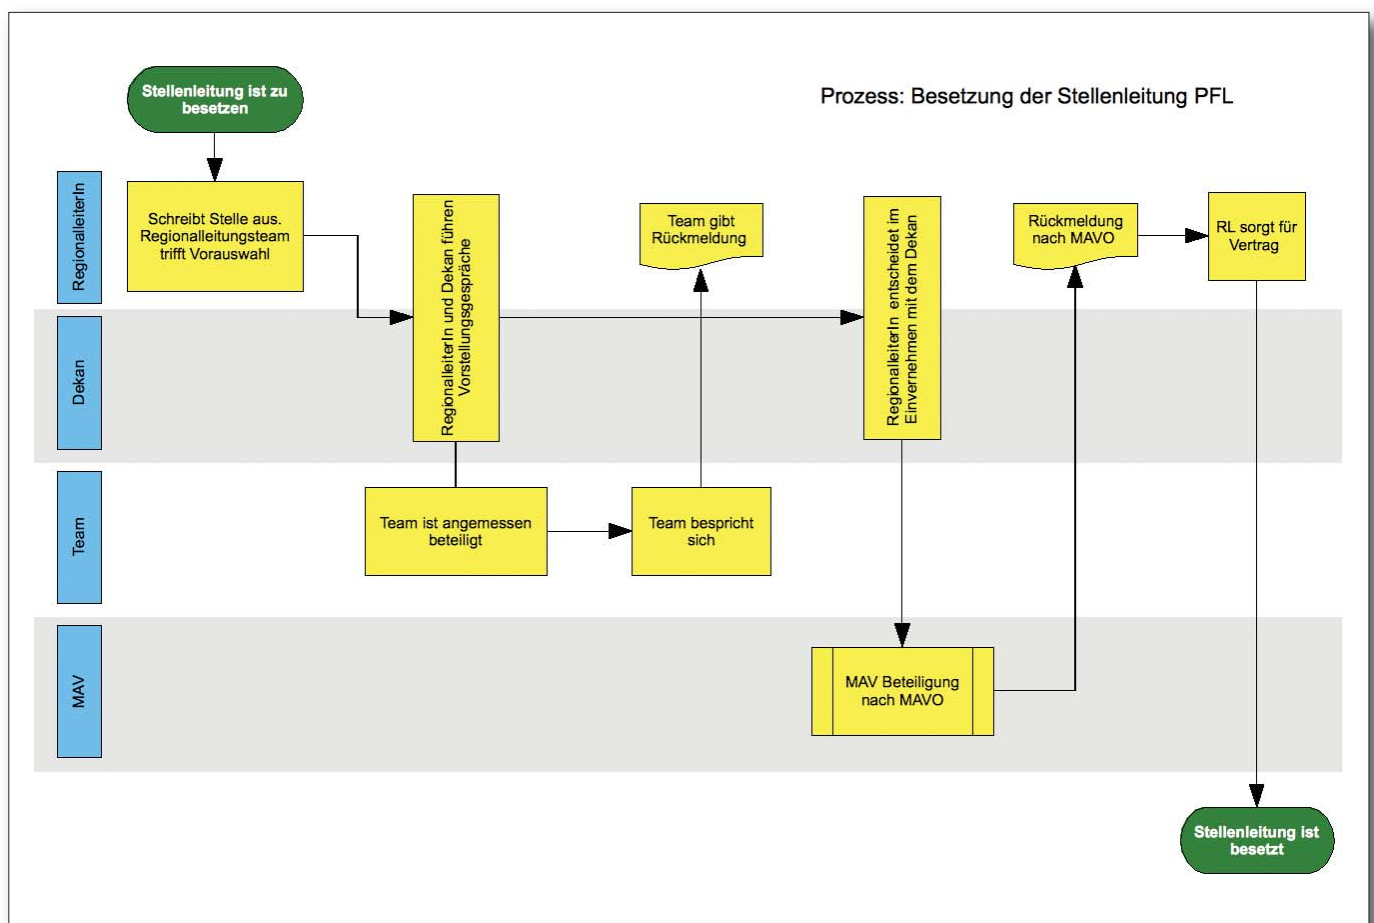 Stellenleitung ist zu
besetzen
Prozess: Besetzung der Stellenleitung PFL
RegionalleiterIn
Schreibt Stelle aus.
Regionalleitungsteam
trifft Vorauswahl
RegionalleiterIn und Dekan führen
Vorstellungsgespräche
Team gibt
Rückmeldung
RegionalleiterIn entscheidet im
Einvernehmen mit dem Dekan
Rückmeldung
nach MAVO
RL sorgt für
Vertrag
Dekan
Team
Team ist angemessen
beteiligt
Team bespricht
sich
MAV
MAV Beteiligung
nach MAVO
Stellenleitung ist
besetzt